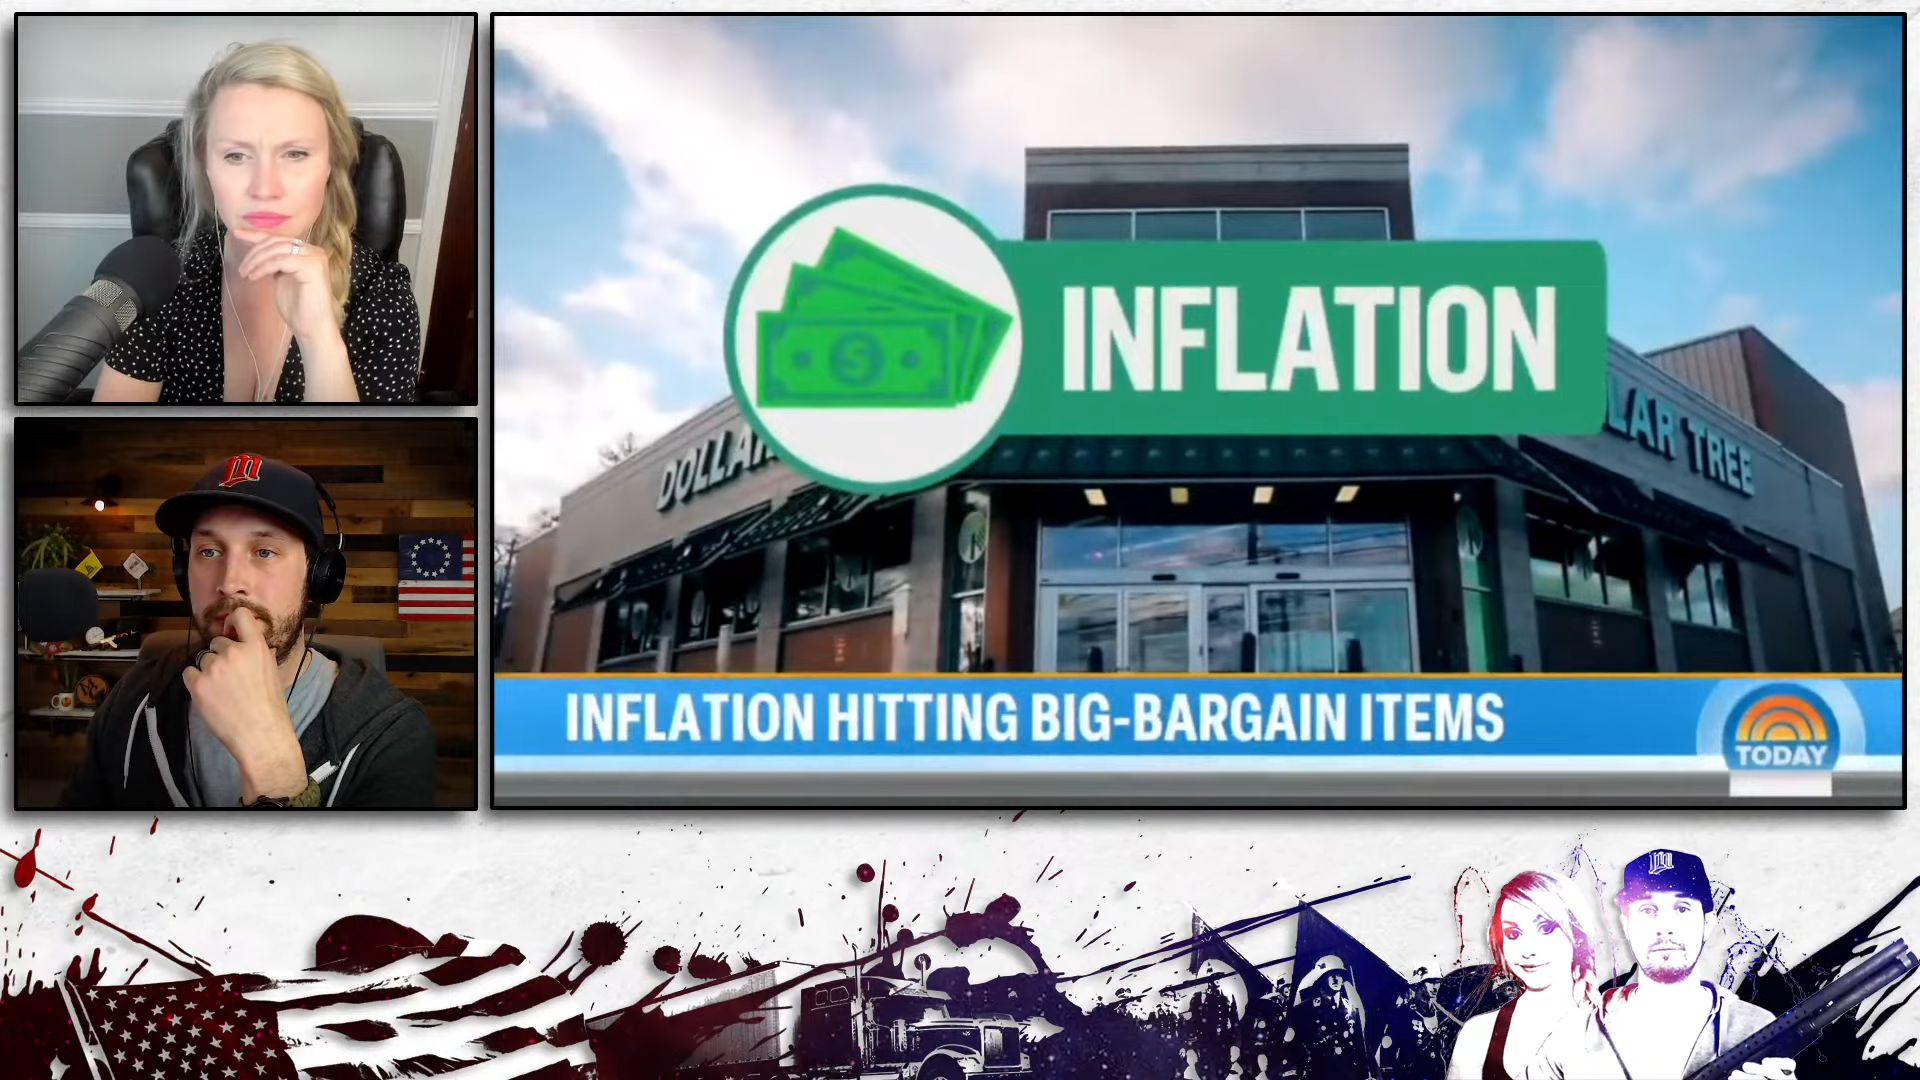 INFLATION
$
DOLLA
LAR TREE
INFLATION HITTING BIG-BARGAIN ITEMS
TODAY